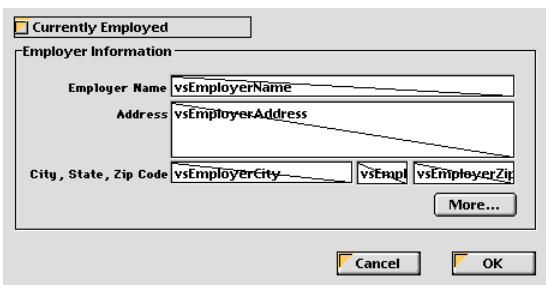 Currently Employed
Employer Information
Employer Name vsEmployerName
Address vsEmployerAddress
City, State, Zip Code vsEmployerCity vsEmpl vsEmployerZip
More...
Cancel OK